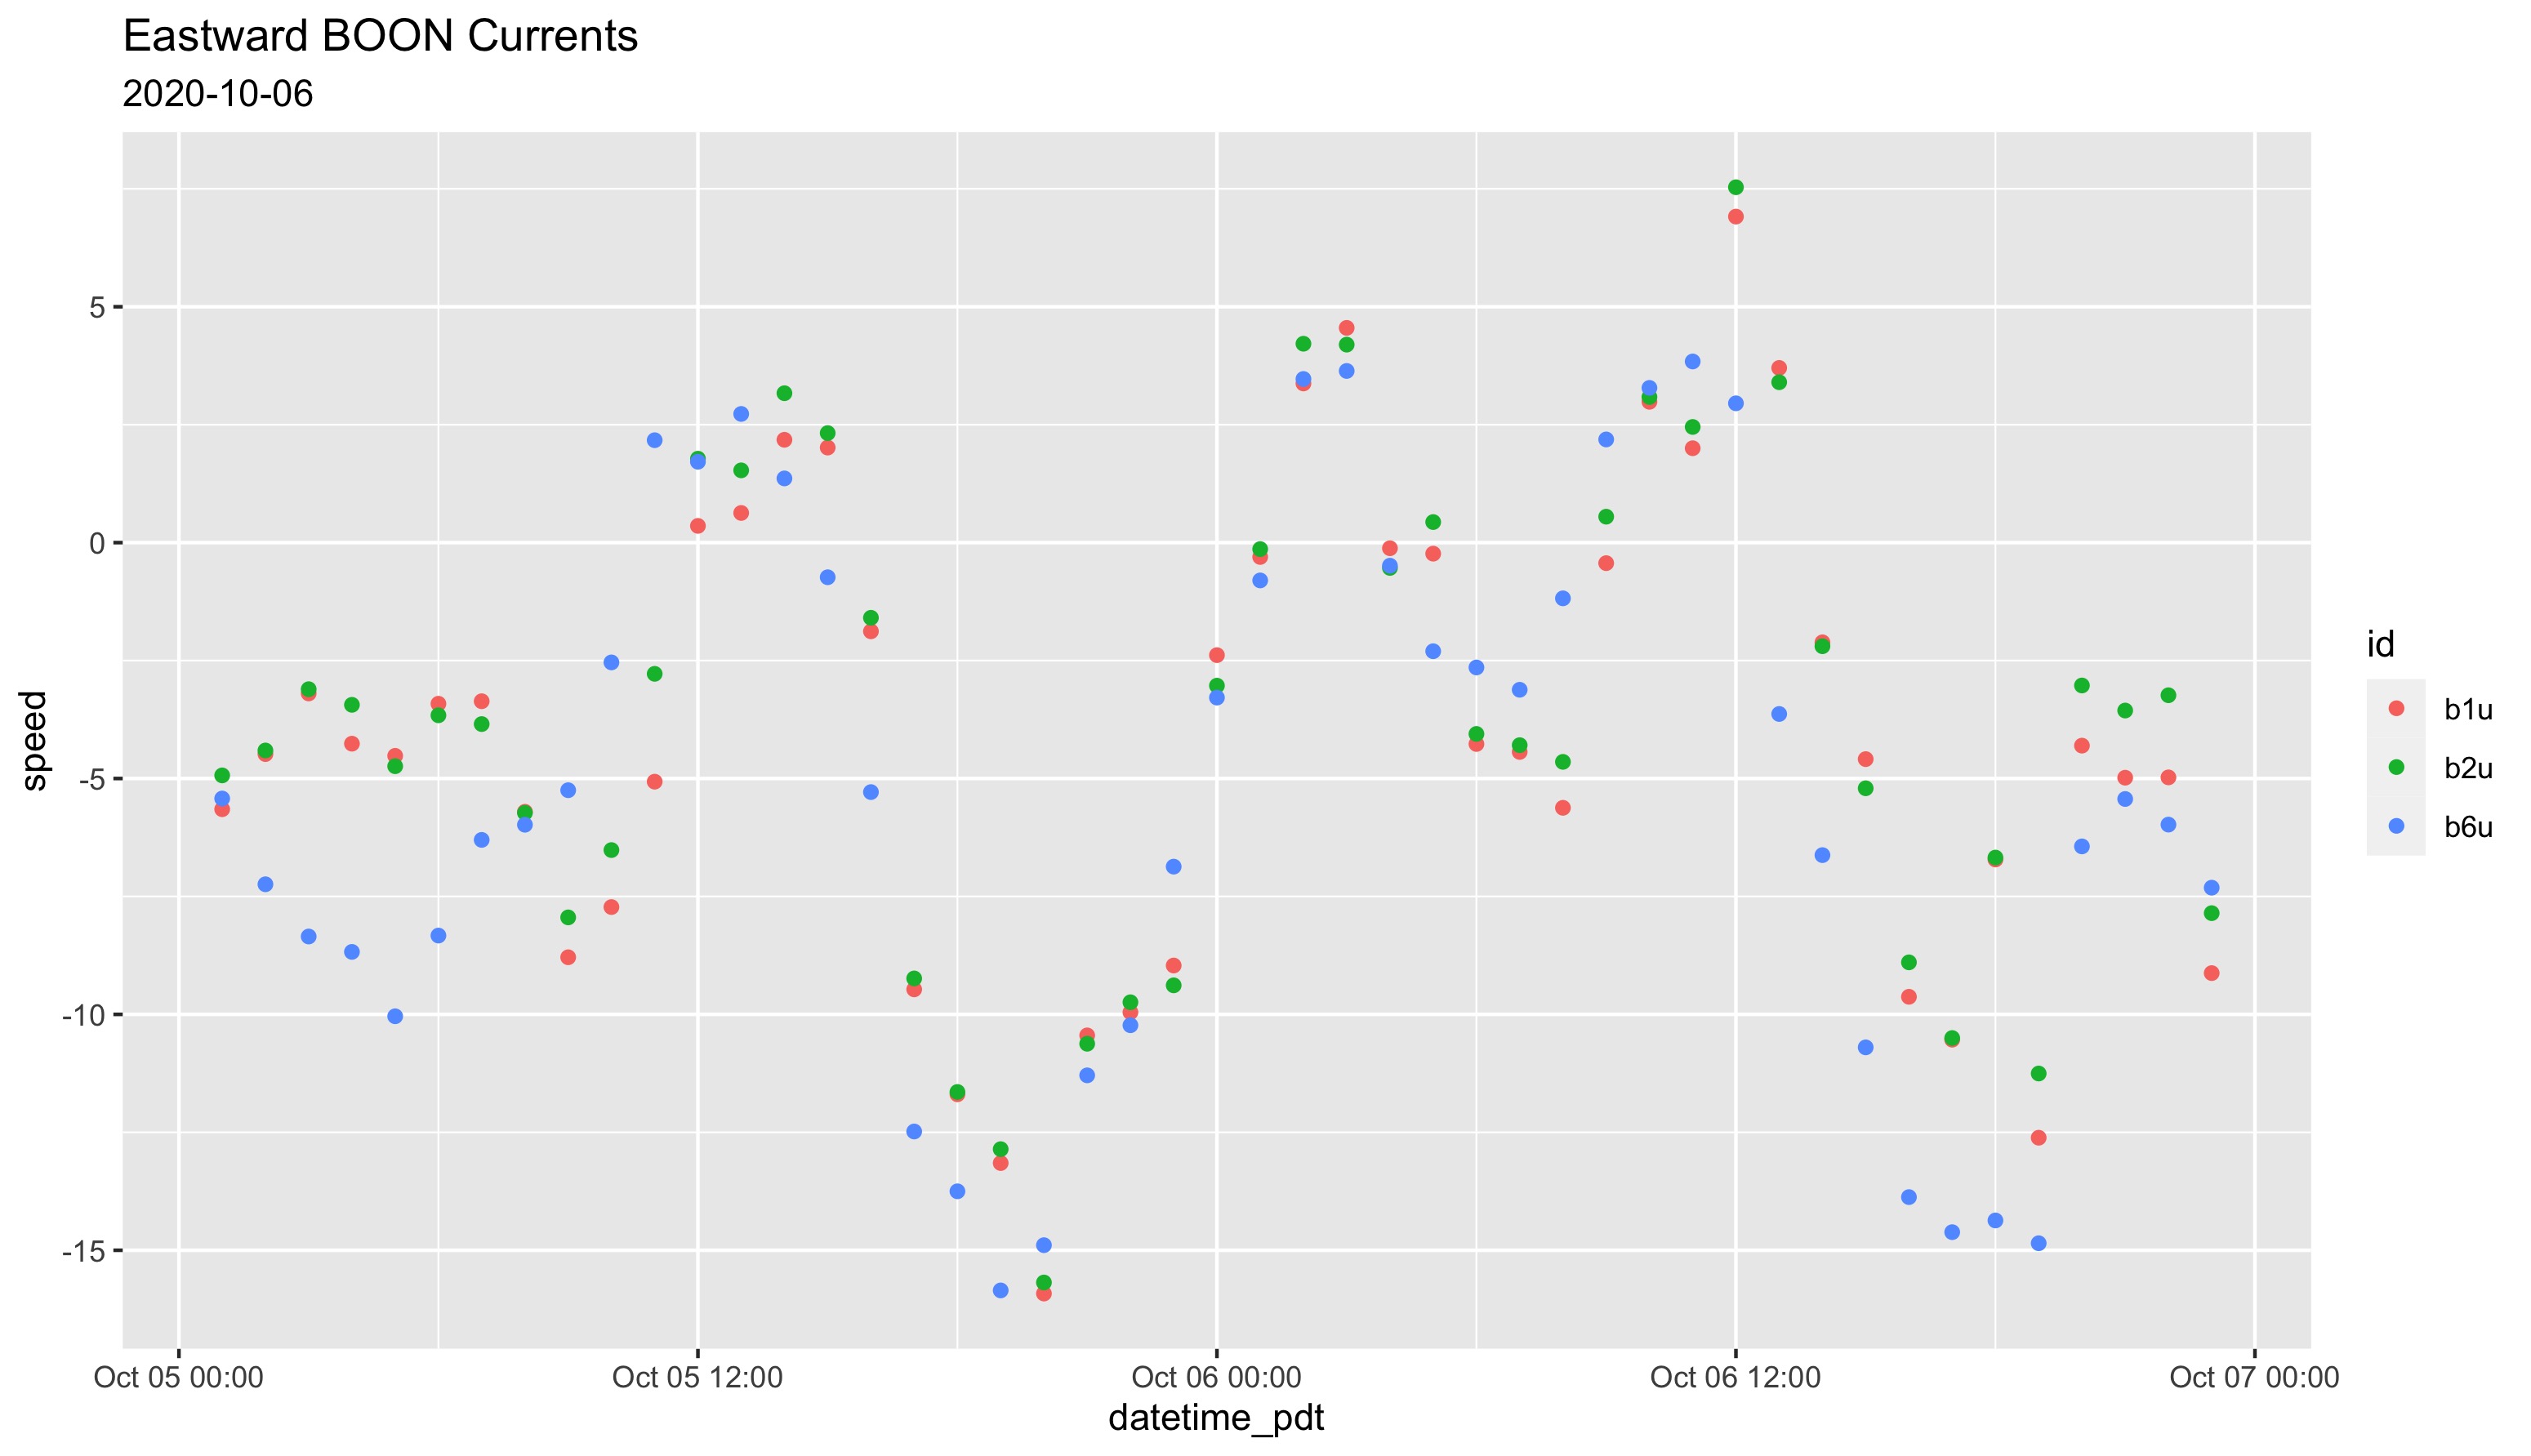 Eastward BOON Currents
2020-10-06
speed
5
0
-5
-10
-15
Oct 05 00:00
Oct 05 12:00
Oct 06 00:00
Oct 06 12:00
Oct 07 00:00
datetime_pdt
id
b1u
b2u
b6u